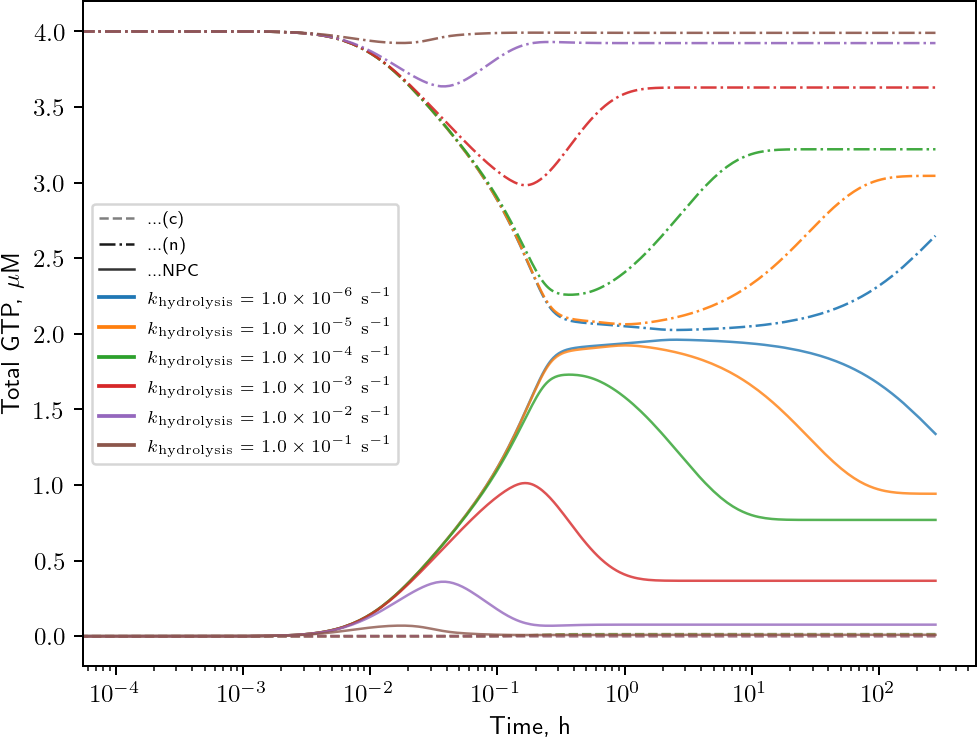 4.0
3.5
3.0
2.5
2.0
1.5
1.0
0.5
0.0
Total GTP, μM
...(c)
...(n)
...NPC
k_hydrolysis = 1.0 × 10⁻⁶ s⁻¹
k_hydrolysis = 1.0 × 10⁻⁵ s⁻¹
k_hydrolysis = 1.0 × 10⁻⁴ s⁻¹
k_hydrolysis = 1.0 × 10⁻³ s⁻¹
k_hydrolysis = 1.0 × 10⁻² s⁻¹
k_hydrolysis = 1.0 × 10⁻¹ s⁻¹
10⁻⁴ 10⁻³ 10⁻² 10⁻¹ 10⁰ 10¹ 10²
Time, h